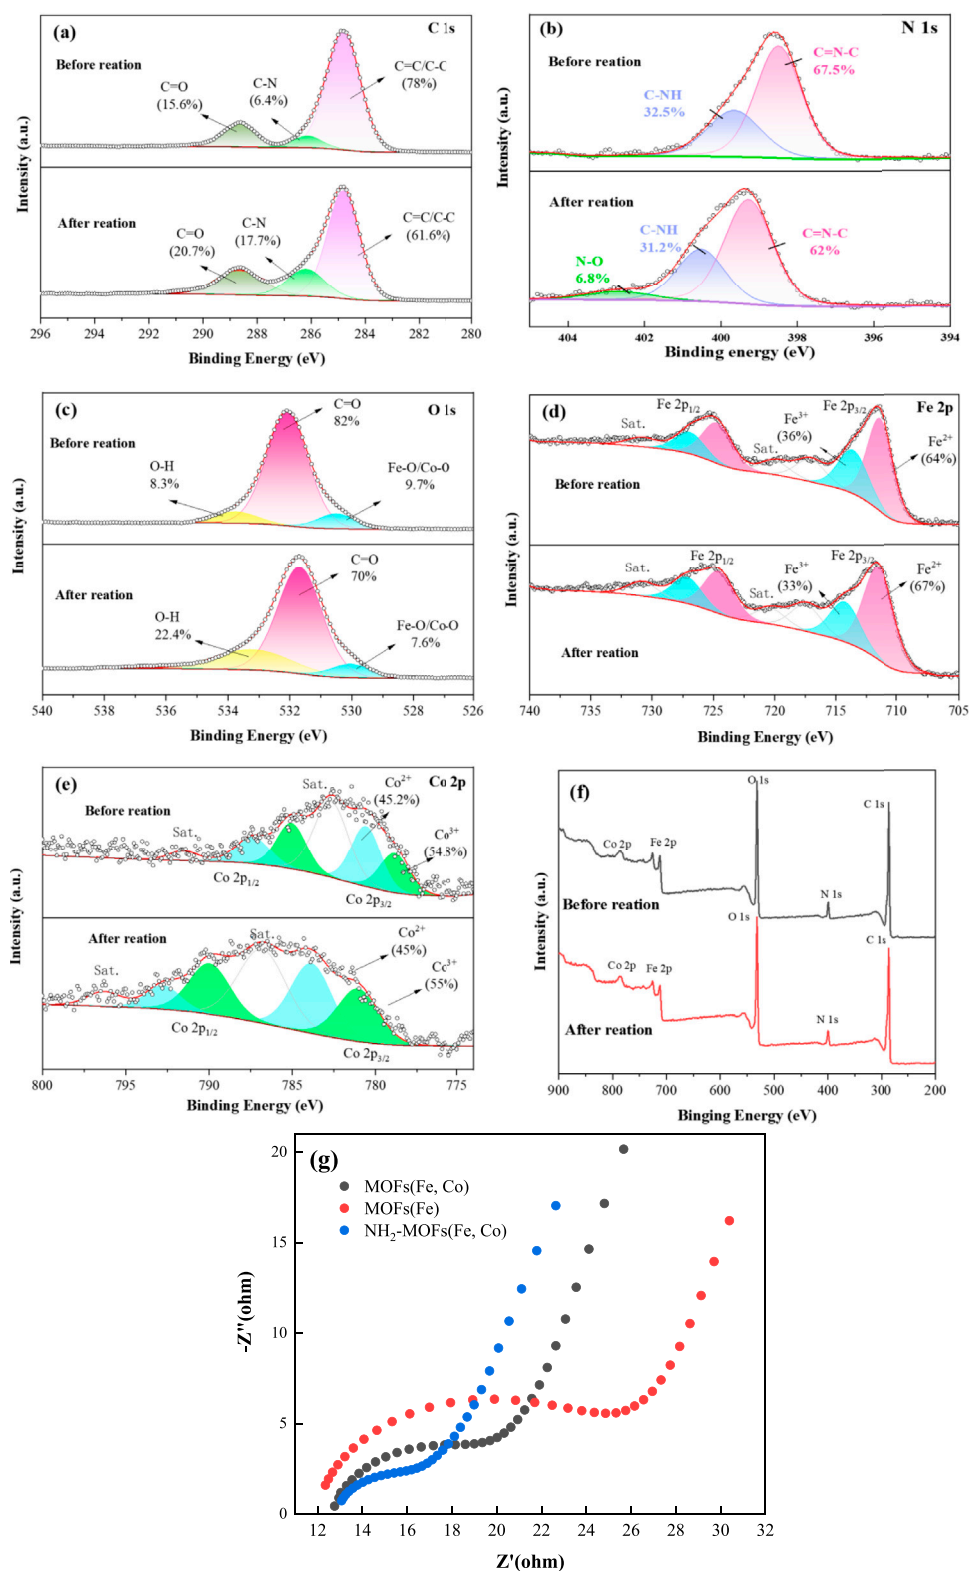 (a)
C 1s
Before reation
C=O
(15.6%)
C-N
(6.4%)
C=C/C-C
(78%)
After reation
C=O
(20.7%)
C-N
(17.7%)
C=C/C-C
(61.6%)
Intensity (a.u.)
296 294 292 290 288 286 284 282 280
Binding Energy (eV)
(b)
N 1s
Before reation
C=N-C
67.5%
C-NH
32.5%
After reation
C-NH
31.2%
C=N-C
62%
N-O
6.8%
Intensity (a.u.)
404 402 400 398 396 394
Binding energy (eV)
(c)
O 1s
Before reation
C=O
82%
O-H
8.3%
Fe-O/Co-O
9.7%
After reation
C=O
70%
O-H
22.4%
Fe-O/Co-O
7.6%
Intensity (a.u.)
540 538 536 534 532 530 528 526
Binding Energy (eV)
(d)
Fe 2p
Sat.
Fe 2p1/2
Sat.
Fe3+
(36%)
Fe 2p3/2
Fe2+
(64%)
Before reation
Sat.
Fe 2p1/2
Sat.
Fe3+
(33%)
Fe 2p3/2
Fe2+
(67%)
After reation
Intensity (a.u.)
740 735 730 725 720 715 710 705
Binding Energy (eV)
(e)
Co 2p
Before reation
Sat.
Sat.
Co2+
(45.2%)
Co3+
(54.8%)
Co 2p1/2
Co 2p3/2
After reation
Sat.
Sat.
Co2+
(45%)
Co3+
(55%)
Co 2p1/2
Co 2p3/2
Intensity (a.u.)
800 795 790 785 780 775
Binding Energy (eV)
(f)
O 1s
C 1s
Co 2p
Fe 2p
N 1s
Before reation
O 1s
C 1s
Co 2p
Fe 2p
N 1s
After reation
Intensity (a.u.)
900 800 700 600 500 400 300 200
Binging Energy (eV)
(g)
MOFs(Fe, Co)
MOFs(Fe)
NH2-MOFs(Fe, Co)
20
15
10
5
0
-Z"(ohm)
12 14 16 18 20 22 24 26 28 30 32
Z'(ohm)